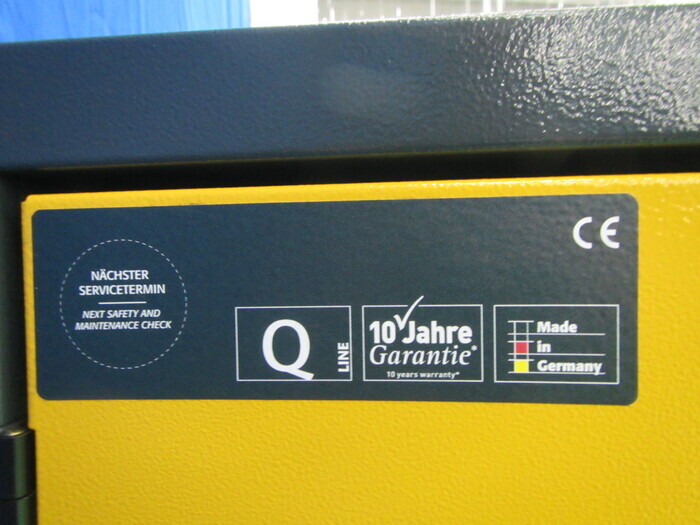 CE
NÄCHSTER
SERVICETERMIN
NEXT SAFETY AND
MAINTENANCE CHECK
Q
LINE
10 Jahre
Garantie*
10 years warranty*
Made
in
Germany